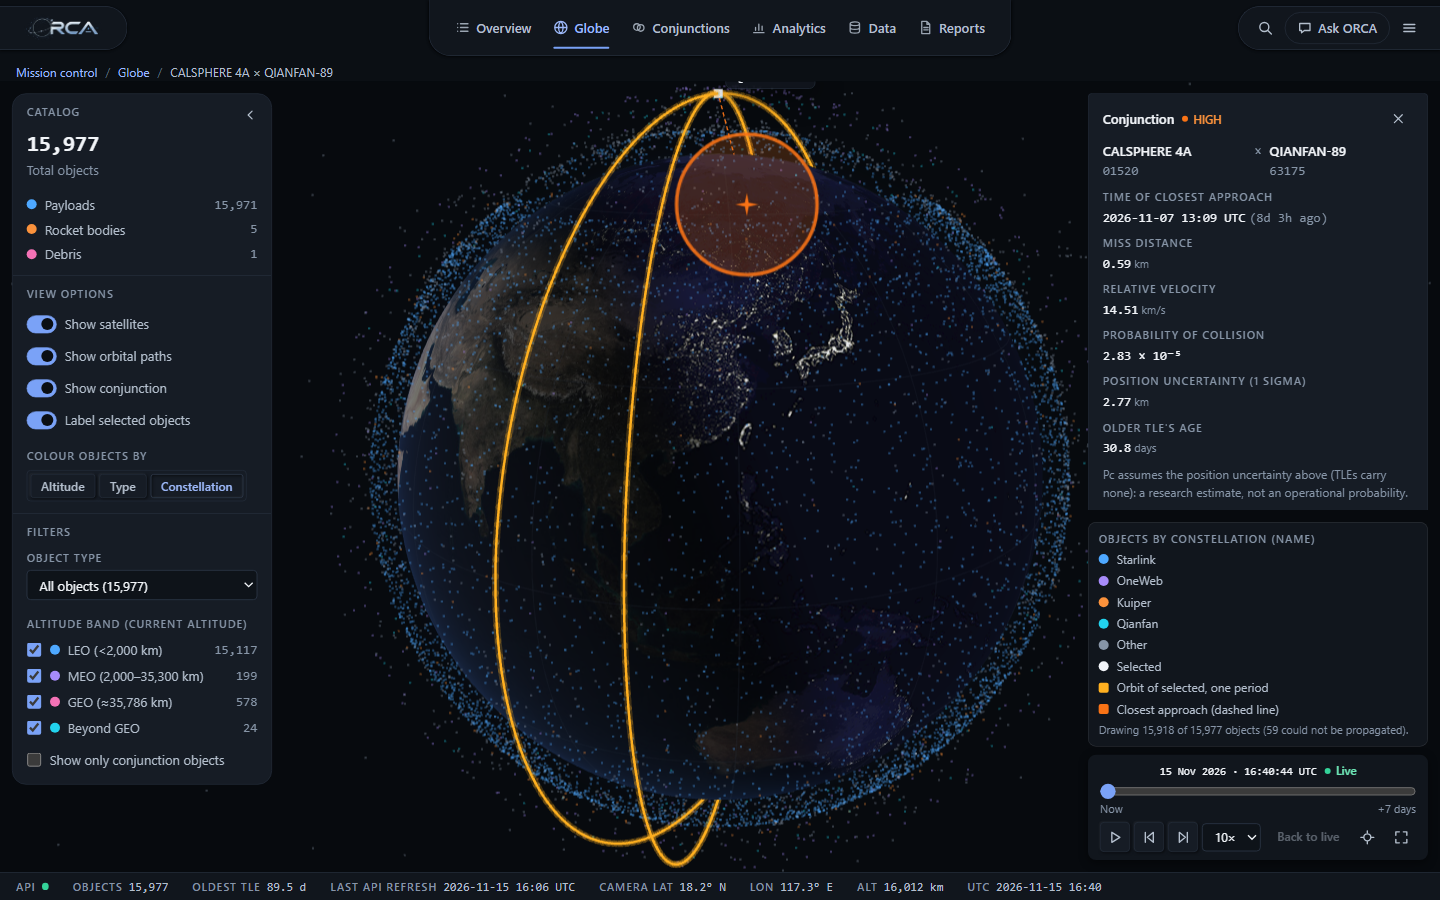 ORCA
Overview
Globe
Conjunctions
Analytics
Data
Reports
Ask ORCA
Mission control / Globe / CALSPHERE 4A × QIANFAN-89
CATALOG
15,977
Total objects
Payloads 15,971
Rocket bodies 5
Debris 1
VIEW OPTIONS
Show satellites
Show orbital paths
Show conjunction
Label selected objects
COLOUR OBJECTS BY
Altitude Type Constellation
FILTERS
OBJECT TYPE
All objects (15,977)
ALTITUDE BAND (CURRENT ALTITUDE)
LEO (<2,000 km) 15,117
MEO (2,000–35,300 km) 199
GEO (≈35,786 km) 578
Beyond GEO 24
Show only conjunction objects
Conjunction HIGH
CALSPHERE 4A × QIANFAN-89
01520 63175
TIME OF CLOSEST APPROACH
2026-11-07 13:09 UTC (8d 3h ago)
MISS DISTANCE
0.59 km
RELATIVE VELOCITY
14.51 km/s
PROBABILITY OF COLLISION
2.83 × 10⁻⁵
POSITION UNCERTAINTY (1 SIGMA)
2.77 km
OLDER TLE'S AGE
30.8 days
Pc assumes the position uncertainty above (TLEs carry
none): a research estimate, not an operational probability.
OBJECTS BY CONSTELLATION (NAME)
Starlink
OneWeb
Kuiper
Qianfan
Other
Selected
Orbit of selected, one period
Closest approach (dashed line)
Drawing 15,918 of 15,977 objects (59 could not be propagated).
15 Nov 2026 · 16:40:44 UTC Live
Now +7 days
10× Back to live
API OBJECTS 15,977 OLDEST TLE 89.5 d LAST API REFRESH 2026-11-15 16:06 UTC CAMERA LAT 18.2° N LON 117.3° E ALT 16,012 km UTC 2026-11-15 16:40